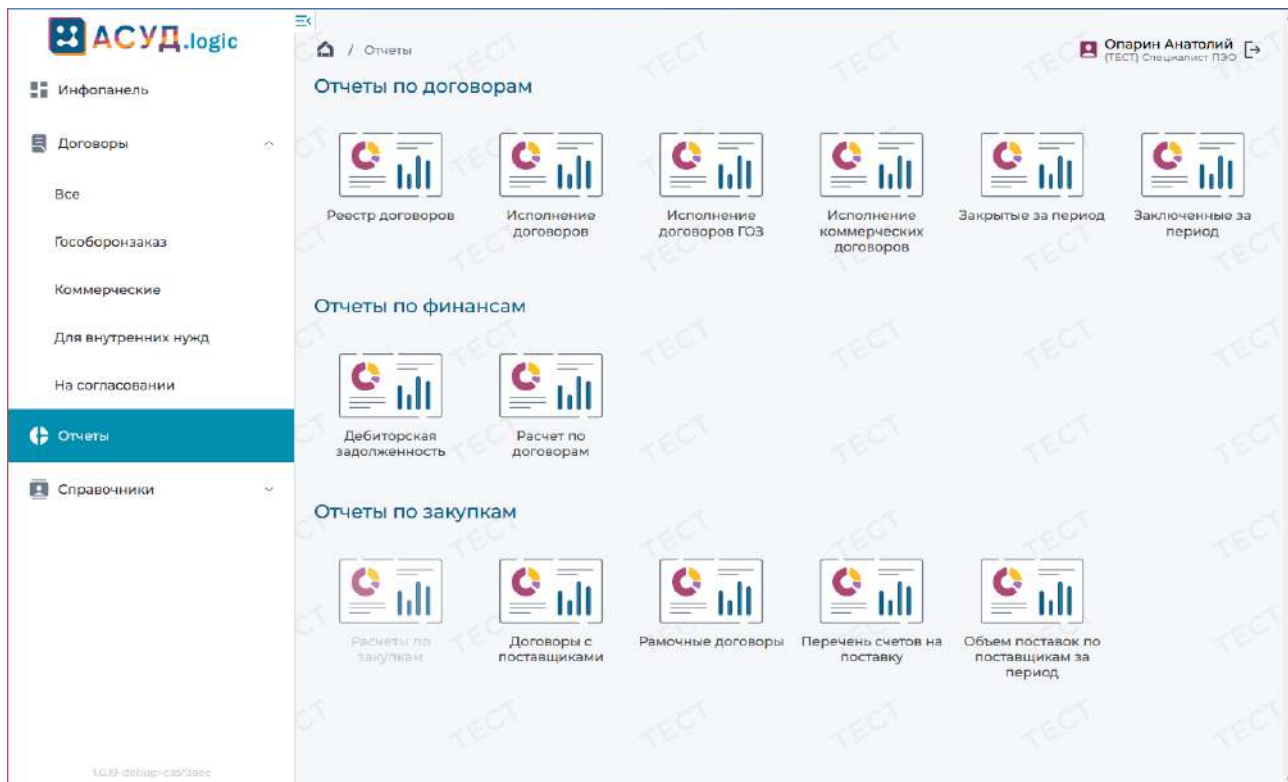 АСУД.logic
Инфопанель
Договоры
Все
Гособоронзаказ
Коммерческие
Для внутренних нужд
На согласовании
Отчеты
Справочники
/ Отчеты
Опарин Анатолий
(ТЕСТ) Специалист ПЭО
Отчеты по договорам
Реестр договоров
Исполнение
договоров
Исполнение
договоров ГОЗ
Исполнение
коммерческих
договоров
Закрытые за период
Заключенные за
период
Отчеты по финансам
Дебиторская
задолженность
Расчет по
договорам
Отчеты по закупкам
Расчеты по
закупкам
Договоры с
поставщиками
Рамочные договоры
Перечень счетов на
поставку
Объем поставок по
поставщикам за
период
ТЕСТ